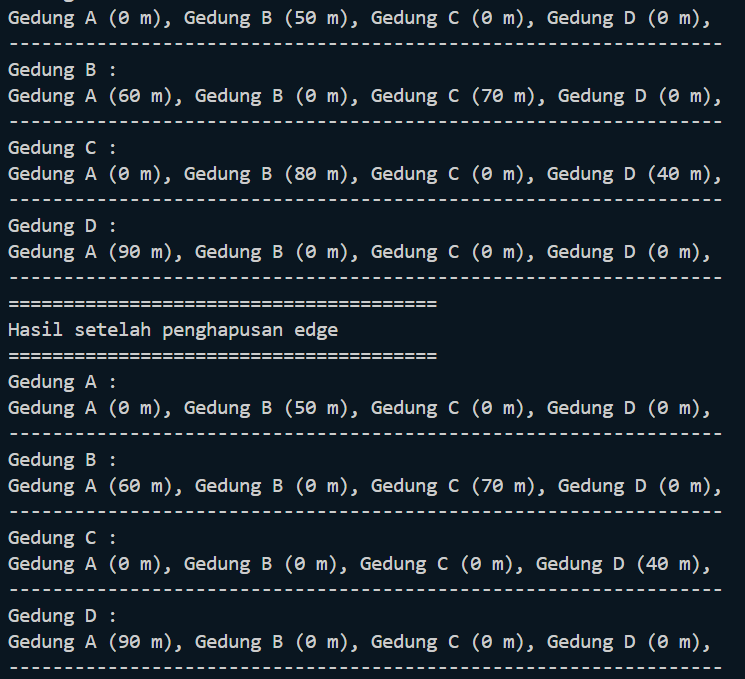 Gedung A (0 m), Gedung B (50 m), Gedung C (0 m), Gedung D (0 m),
-----------------------------------------------------------------
Gedung B :
Gedung A (60 m), Gedung B (0 m), Gedung C (70 m), Gedung D (0 m),
-----------------------------------------------------------------
Gedung C :
Gedung A (0 m), Gedung B (80 m), Gedung C (0 m), Gedung D (40 m),
-----------------------------------------------------------------
Gedung D :
Gedung A (90 m), Gedung B (0 m), Gedung C (0 m), Gedung D (0 m),
-----------------------------------------------------------------
=======================================
Hasil setelah penghapusan edge
=======================================
Gedung A :
Gedung A (0 m), Gedung B (50 m), Gedung C (0 m), Gedung D (0 m),
-----------------------------------------------------------------
Gedung B :
Gedung A (60 m), Gedung B (0 m), Gedung C (70 m), Gedung D (0 m),
-----------------------------------------------------------------
Gedung C :
Gedung A (0 m), Gedung B (0 m), Gedung C (0 m), Gedung D (40 m),
-----------------------------------------------------------------
Gedung D :
Gedung A (90 m), Gedung B (0 m), Gedung C (0 m), Gedung D (0 m),
-----------------------------------------------------------------